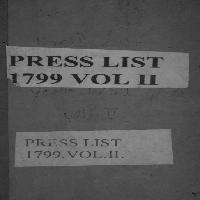 PRESS LIST
1799 VOL II
PRESS LIST
1799.VOL.II.